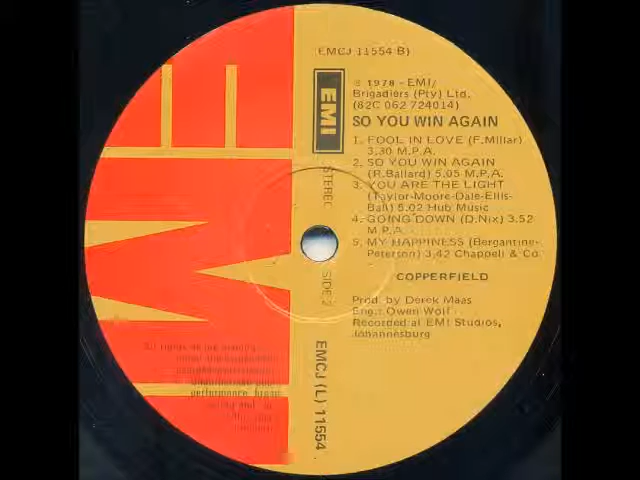 EMCJ 11554 B)
EMI
℗ 1978 - EMI/
Brigadiers (Pty) Ltd.
(82C 062 724014)
SO YOU WIN AGAIN
1. FOOL IN LOVE (F. Millar)
3.30 M.P.A.
2. SO YOU WIN AGAIN
(R.Ballard) 5.05 M.P.A.
3. YOU ARE THE LIGHT
(Taylor-Moore-Dale-Ellis-
Ball) 5.02 Hub Music
4. GOING DOWN (D.Nix) 3.52
M.P.A.
5. MY HAPPINESS (Bergantine-
Peterson) 3.42 Chappell & Co.
COPPERFIELD
Prod. by Derek Maas
Eng.: Owen Wolf
Recorded at EMI Studios,
Johannesburg
STEREO
SIDE 2
EMCJ (L) 11554
EMI